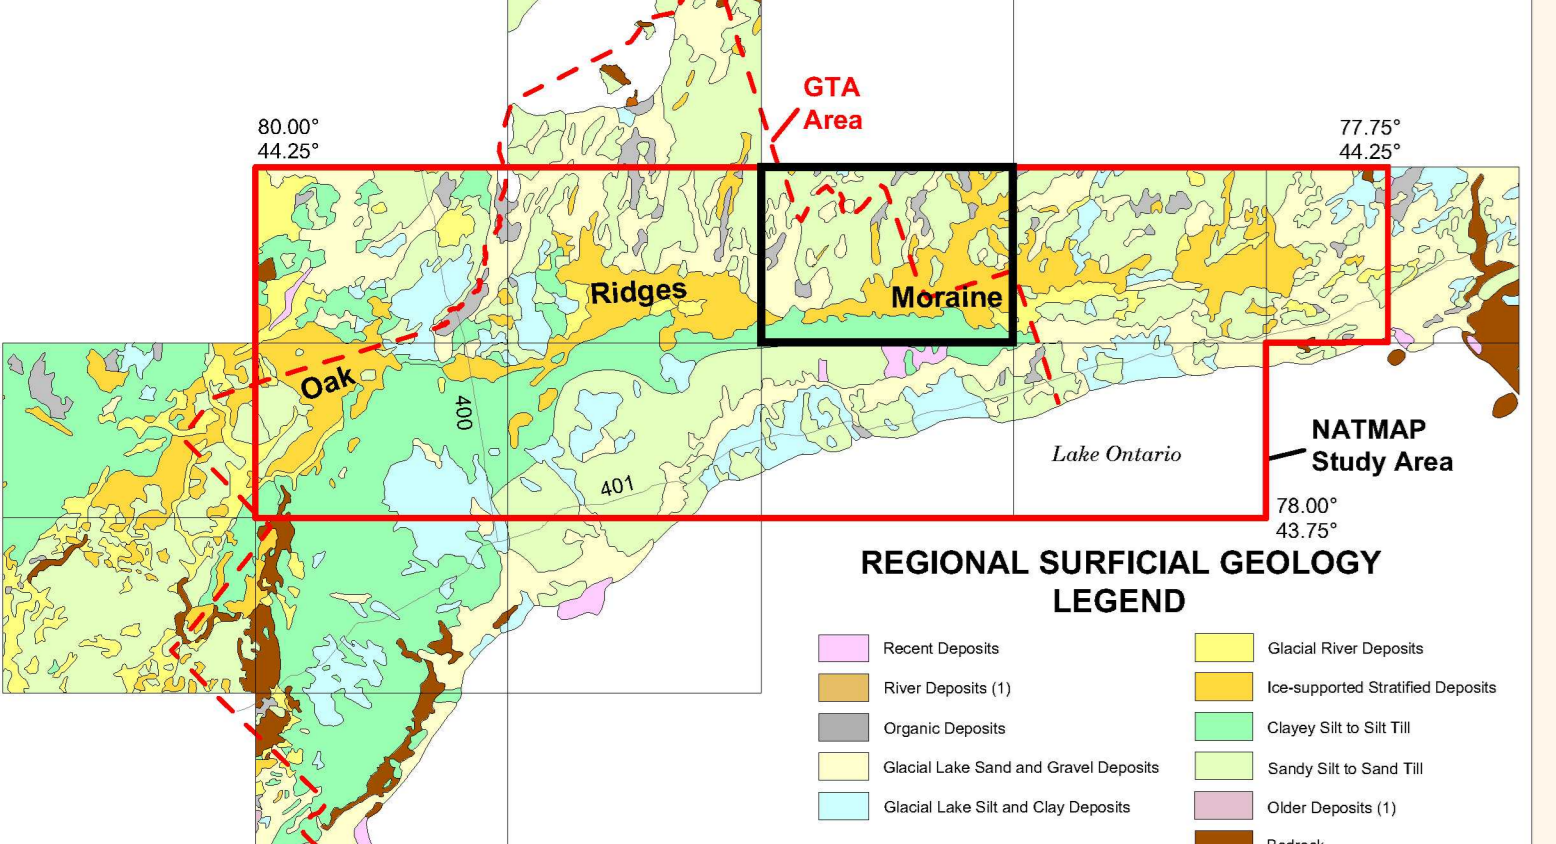 GTA
Area
80.00°
44.25°
77.75°
44.25°
Ridges
Moraine
Oak
400
401
Lake Ontario
NATMAP
Study Area
78.00°
43.75°
REGIONAL SURFICIAL GEOLOGY
LEGEND
Recent Deposits
River Deposits (1)
Organic Deposits
Glacial Lake Sand and Gravel Deposits
Glacial Lake Silt and Clay Deposits
Glacial River Deposits
Ice-supported Stratified Deposits
Clayey Silt to Silt Till
Sandy Silt to Sand Till
Older Deposits (1)
Bedrock